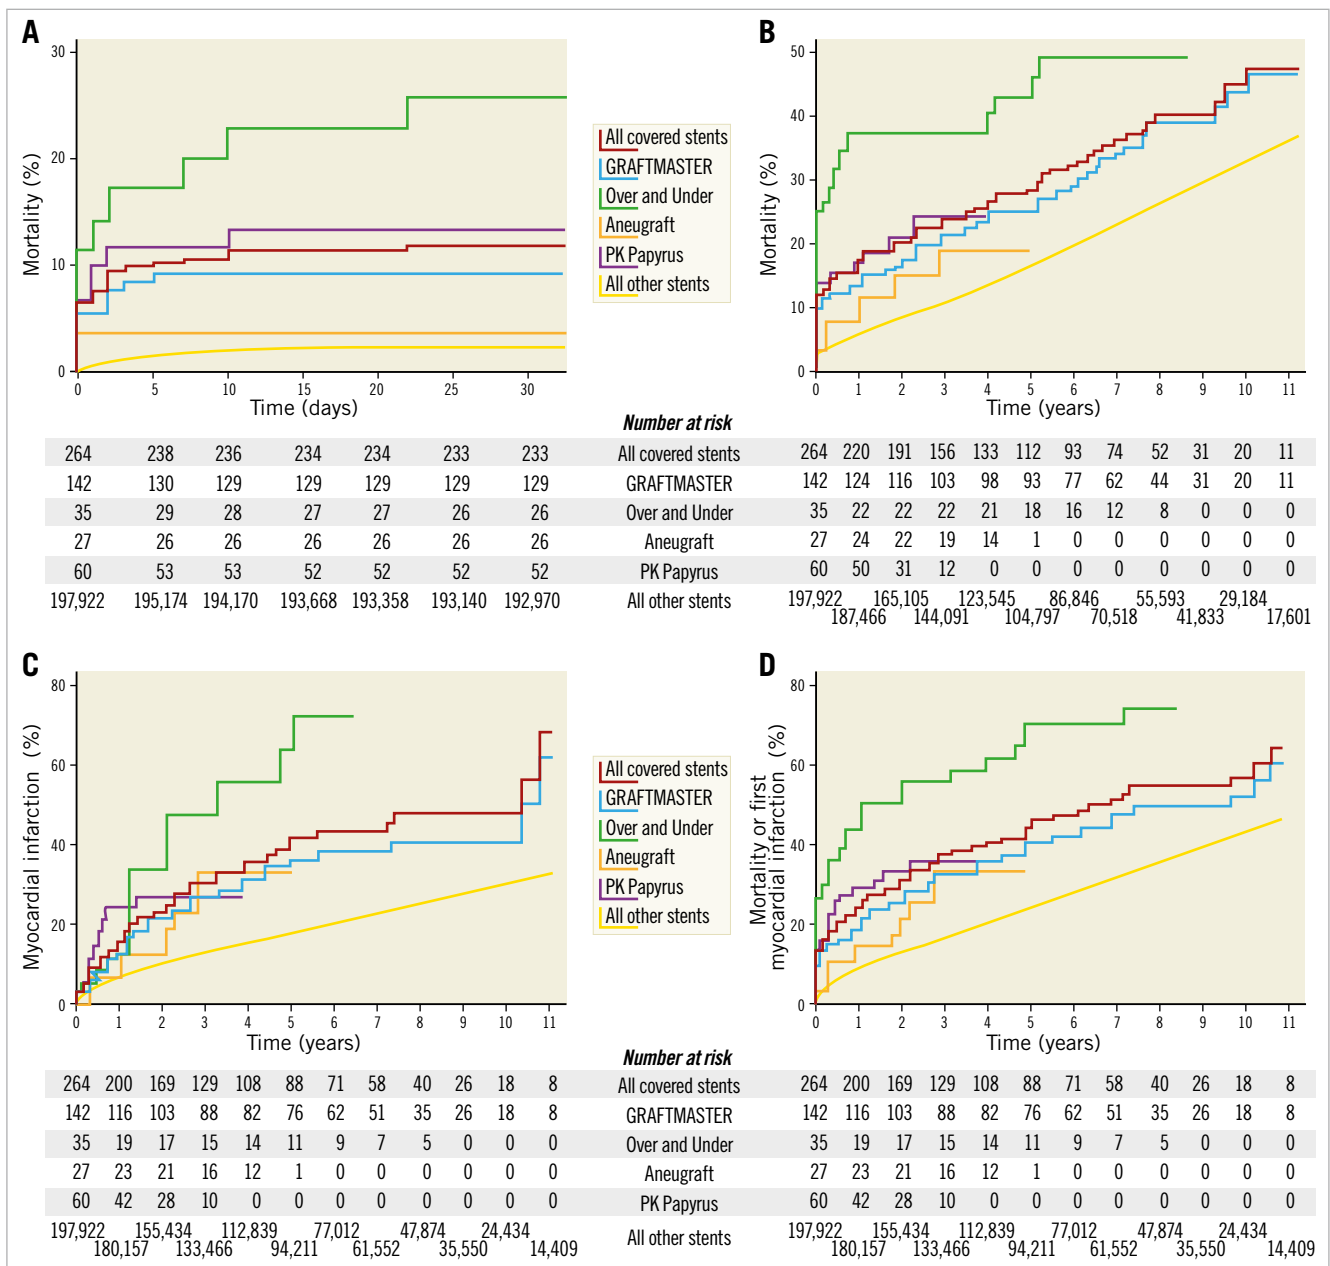 A
B
30
20
10
0
Mortality (%)
0 5 10 15 20 25 30
Time (days)
All covered stents
GRAFTMASTER
Over and Under
Aneugraft
PK Papyrus
All other stents
50
40
30
20
10
0
Mortality (%)
0 1 2 3 4 5 6 7 8 9 10 11
Time (years)
Number at risk
264 238 236 234 234 233 233 All covered stents 264 220 191 156 133 112 93 74 52 31 20 11
142 130 129 129 129 129 129 GRAFTMASTER 142 124 116 103 98 93 77 62 44 31 20 11
35 29 28 27 27 26 26 Over and Under 35 22 22 22 21 18 16 12 8 0 0 0
27 26 26 26 26 26 26 Aneugraft 27 24 22 19 14 1 0 0 0 0 0 0
60 53 53 52 52 52 52 PK Papyrus 60 50 31 12 0 0 0 0 0 0 0 0
197,922 195,174 194,170 193,668 193,358 193,140 192,970 All other stents 197,922 165,105 123,545 86,846 55,593 29,184
187,466 144,091 104,797 70,518 41,833 17,601
C
D
80
60
40
20
0
Myocardial infarction (%)
0 1 2 3 4 5 6 7 8 9 10 11
Time (years)
All covered stents
GRAFTMASTER
Over and Under
Aneugraft
PK Papyrus
All other stents
80
60
40
20
0
Mortality or first
myocardial infarction (%)
0 1 2 3 4 5 6 7 8 9 10 11
Time (years)
Number at risk
264 200 169 129 108 88 71 58 40 26 18 8 All covered stents 264 200 169 129 108 88 71 58 40 26 18 8
142 116 103 88 82 76 62 51 35 26 18 8 GRAFTMASTER 142 116 103 88 82 76 62 51 35 26 18 8
35 19 17 15 14 11 9 7 5 0 0 0 Over and Under 35 19 17 15 14 11 9 7 5 0 0 0
27 23 21 16 12 1 0 0 0 0 0 0 Aneugraft 27 23 21 16 12 1 0 0 0 0 0 0
60 42 28 10 0 0 0 0 0 0 0 0 PK Papyrus 60 42 28 10 0 0 0 0 0 0 0 0
197,922 155,434 112,839 77,012 47,874 24,434 All other stents 197,922 155,434 112,839 77,012 47,874 24,434
180,157 133,466 94,211 61,552 35,550 14,409 180,157 133,466 94,211 61,552 35,550 14,409